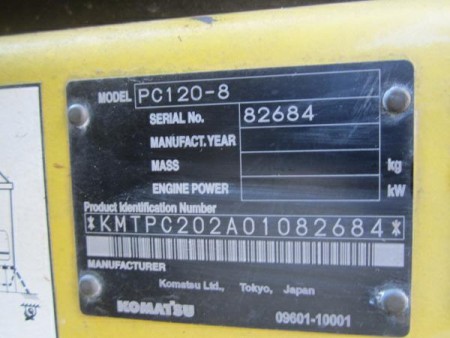 MODEL PC120-8
SERIAL No. 82684
MANUFACT. YEAR
MASS kg
ENGINE POWER kW
Product Identification Number
*KMTPC202A01082684*
MANUFACTURER
Komatsu Ltd., Tokyo, Japan
KOMATSU 09601-10001